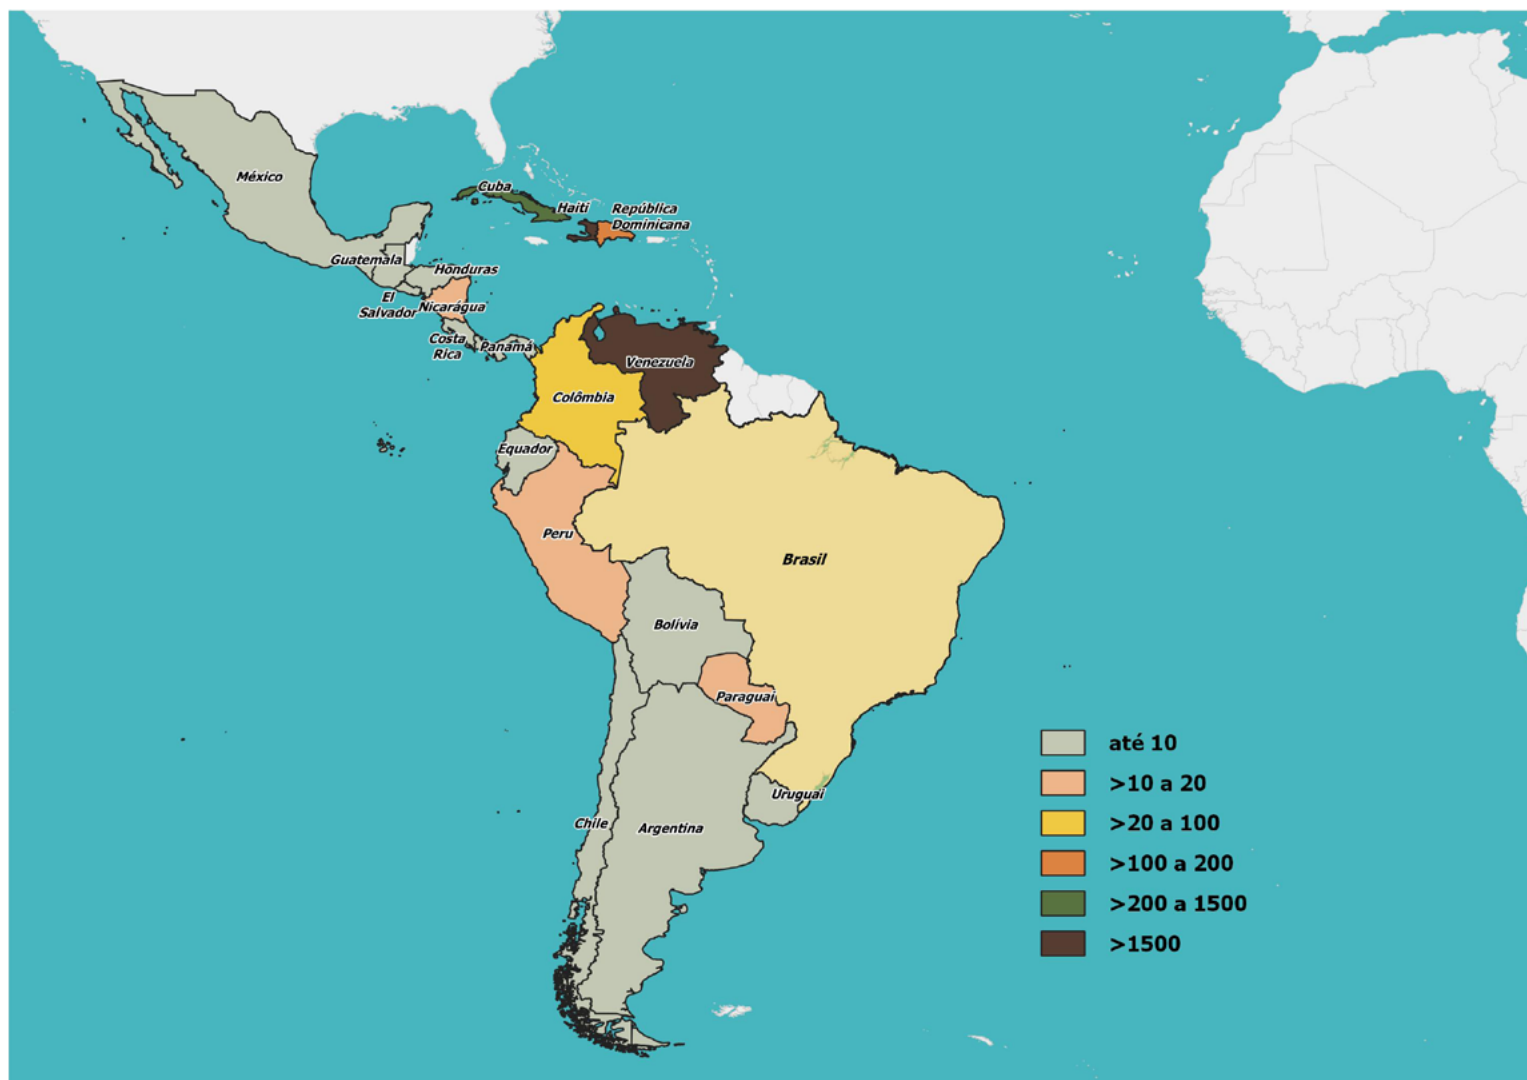 México
Cuba
Haiti
República
Dominicana
Guatemala
Honduras
El
Salvador
Nicarágua
Costa
Rica
Panamá
Venezuela
Colômbia
Equador
Peru
Brasil
Bolívia
Paraguai
Uruguai
Chile
Argentina
até 10
>10 a 20
>20 a 100
>100 a 200
>200 a 1500
>1500